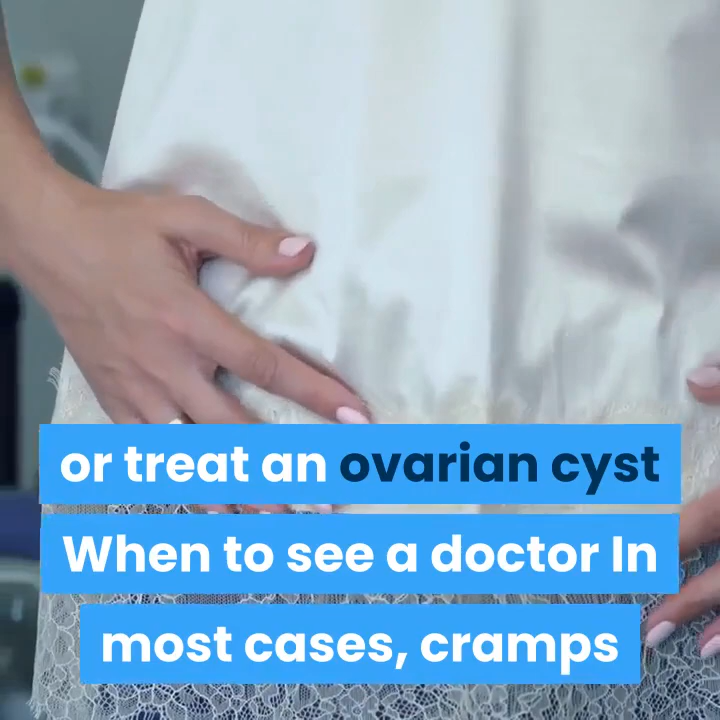 or treat an ovarian cyst
When to see a doctor In
most cases, cramps